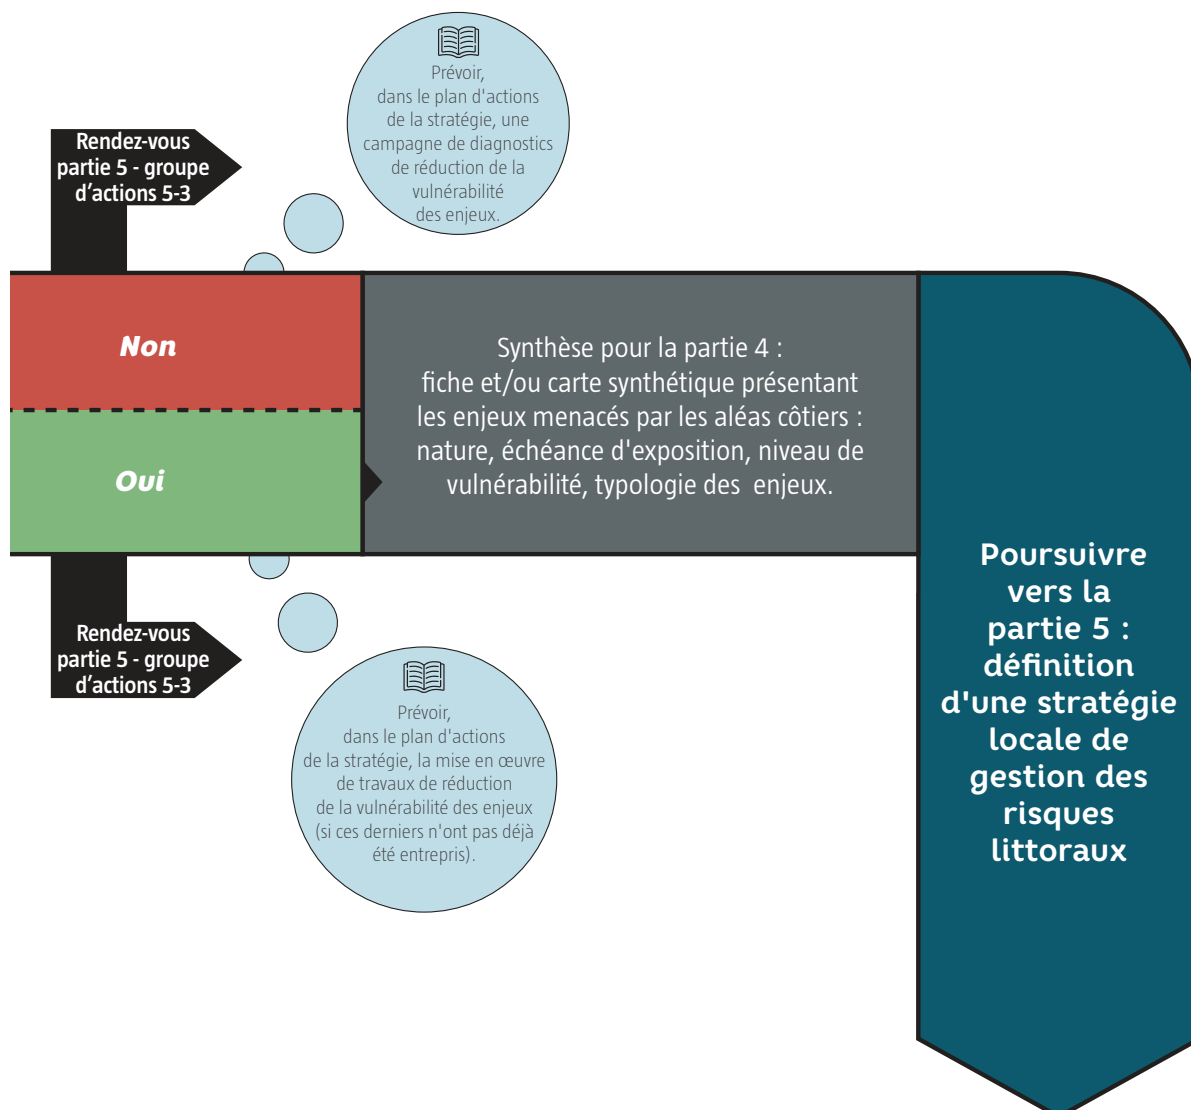 Prévoir,
dans le plan d'actions
de la stratégie, une
campagne de diagnostics
de réduction de la
vulnérabilité
des enjeux.
Rendez-vous
partie 5 - groupe
d’actions 5-3
Non
Oui
Synthèse pour la partie 4 :
fiche et/ou carte synthétique présentant
les enjeux menacés par les aléas côtiers :
nature, échéance d'exposition, niveau de
vulnérabilité, typologie des  enjeux.
Rendez-vous
partie 5 - groupe
d’actions 5-3
Prévoir,
dans le plan d'actions
de la stratégie, la mise en œuvre
de travaux de réduction
de la vulnérabilité des enjeux
(si ces derniers n'ont pas déjà
été entrepris).
Poursuivre
vers la
partie 5 :
définition
d'une stratégie
locale de
gestion des
risques
littoraux